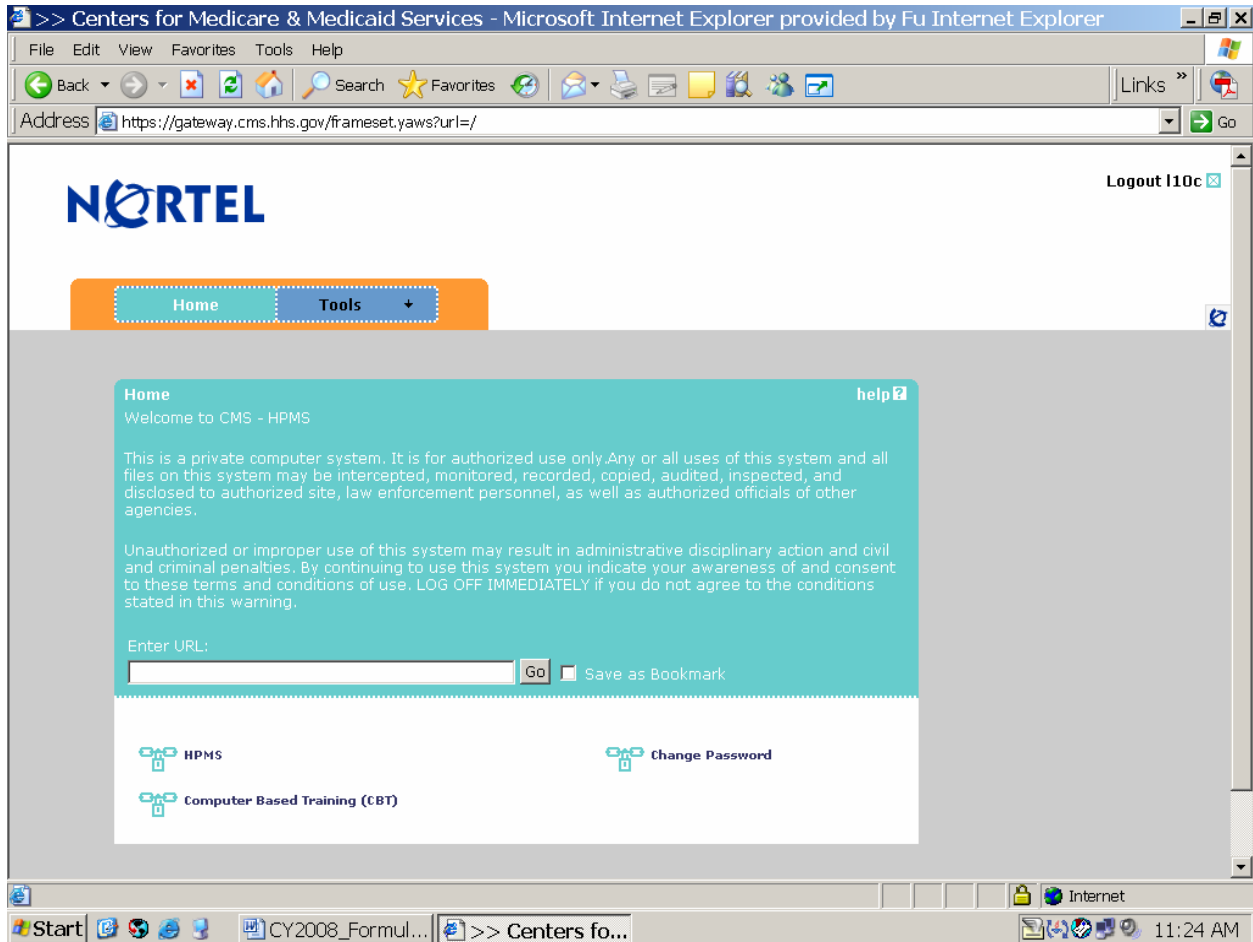 >> Centers for Medicare & Medicaid Services - Microsoft Internet Explorer provided by Fu Internet Explorer
File Edit View Favorites Tools Help
Back Search Favorites Links »
Address https://gateway.cms.hhs.gov/frameset.yaws?url=/ Go
NORTEL
Logout l10c
Home Tools
Home help?
Welcome to CMS - HPMS
This is a private computer system. It is for authorized use only.Any or all uses of this system and all
files on this system may be intercepted, monitored, recorded, copied, audited, inspected, and
disclosed to authorized site, law enforcement personnel, as well as authorized officials of other
agencies.
Unauthorized or improper use of this system may result in administrative disciplinary action and civil
and criminal penalties. By continuing to use this system you indicate your awareness of and consent
to these terms and conditions of use. LOG OFF IMMEDIATELY if you do not agree to the conditions
stated in this warning.
Enter URL:
Go Save as Bookmark
HPMS Change Password
Computer Based Training (CBT)
Internet
Start CY2008_Formul... >> Centers fo... 11:24 AM